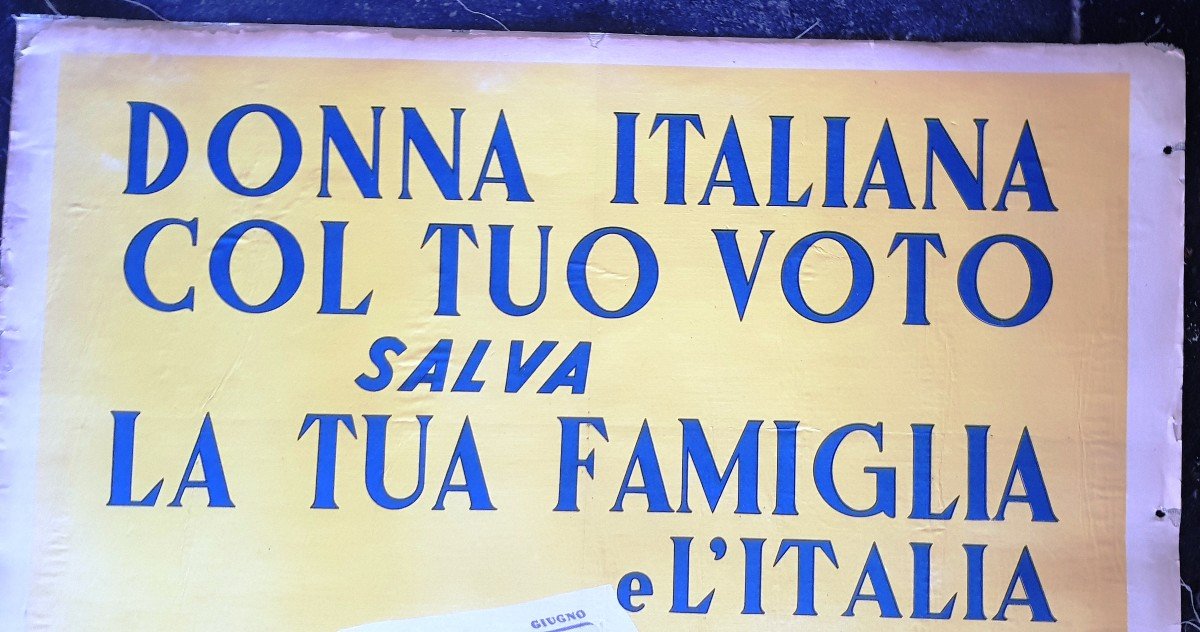 DONNA ITALIANA
COL TUO VOTO
SALVA
LA TUA FAMIGLIA
e L'ITALIA
GIUGNO